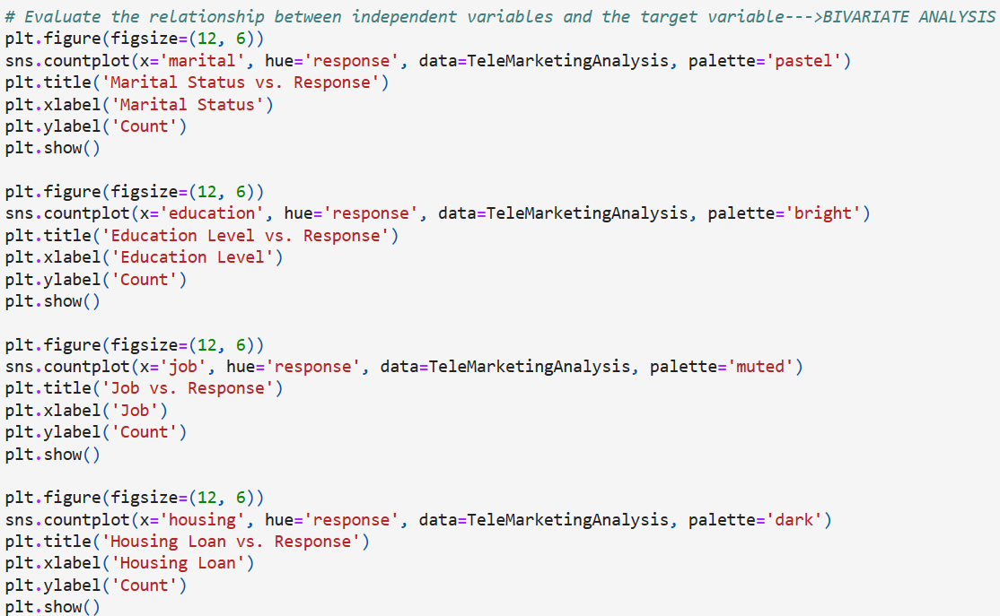 # Evaluate the relationship between independent variables and the target variable--->BIVARIATE ANALYSIS
plt.figure(figsize=(12, 6))
sns.countplot(x='marital', hue='response', data=TeleMarketingAnalysis, palette='pastel')
plt.title('Marital Status vs. Response')
plt.xlabel('Marital Status')
plt.ylabel('Count')
plt.show()

plt.figure(figsize=(12, 6))
sns.countplot(x='education', hue='response', data=TeleMarketingAnalysis, palette='bright')
plt.title('Education Level vs. Response')
plt.xlabel('Education Level')
plt.ylabel('Count')
plt.show()

plt.figure(figsize=(12, 6))
sns.countplot(x='job', hue='response', data=TeleMarketingAnalysis, palette='muted')
plt.title('Job vs. Response')
plt.xlabel('Job')
plt.ylabel('Count')
plt.show()

plt.figure(figsize=(12, 6))
sns.countplot(x='housing', hue='response', data=TeleMarketingAnalysis, palette='dark')
plt.title('Housing Loan vs. Response')
plt.xlabel('Housing Loan')
plt.ylabel('Count')
plt.show()